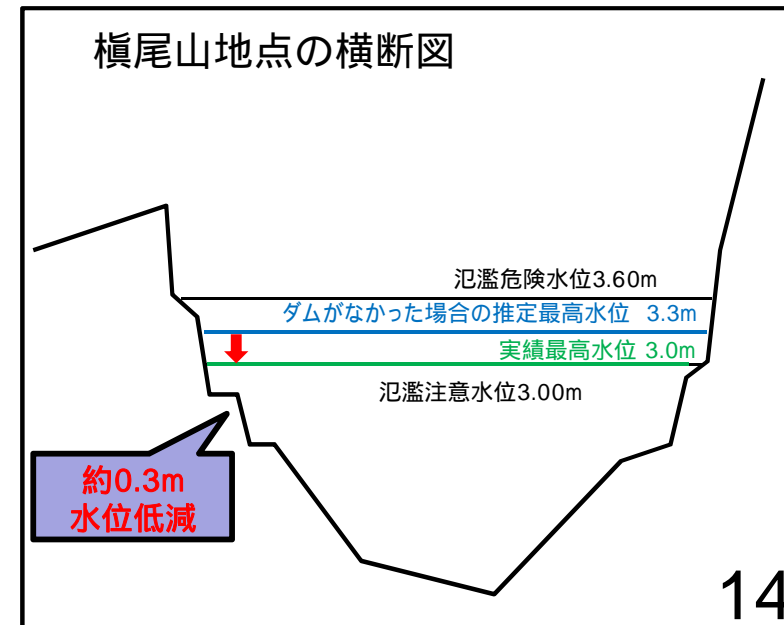 槇尾山地点の横断図
氾濫危険水位3.60m
ダムがなかった場合の推定最高水位 3.3m
実績最高水位 3.0m
氾濫注意水位3.00m
約0.3m
水位低減
14